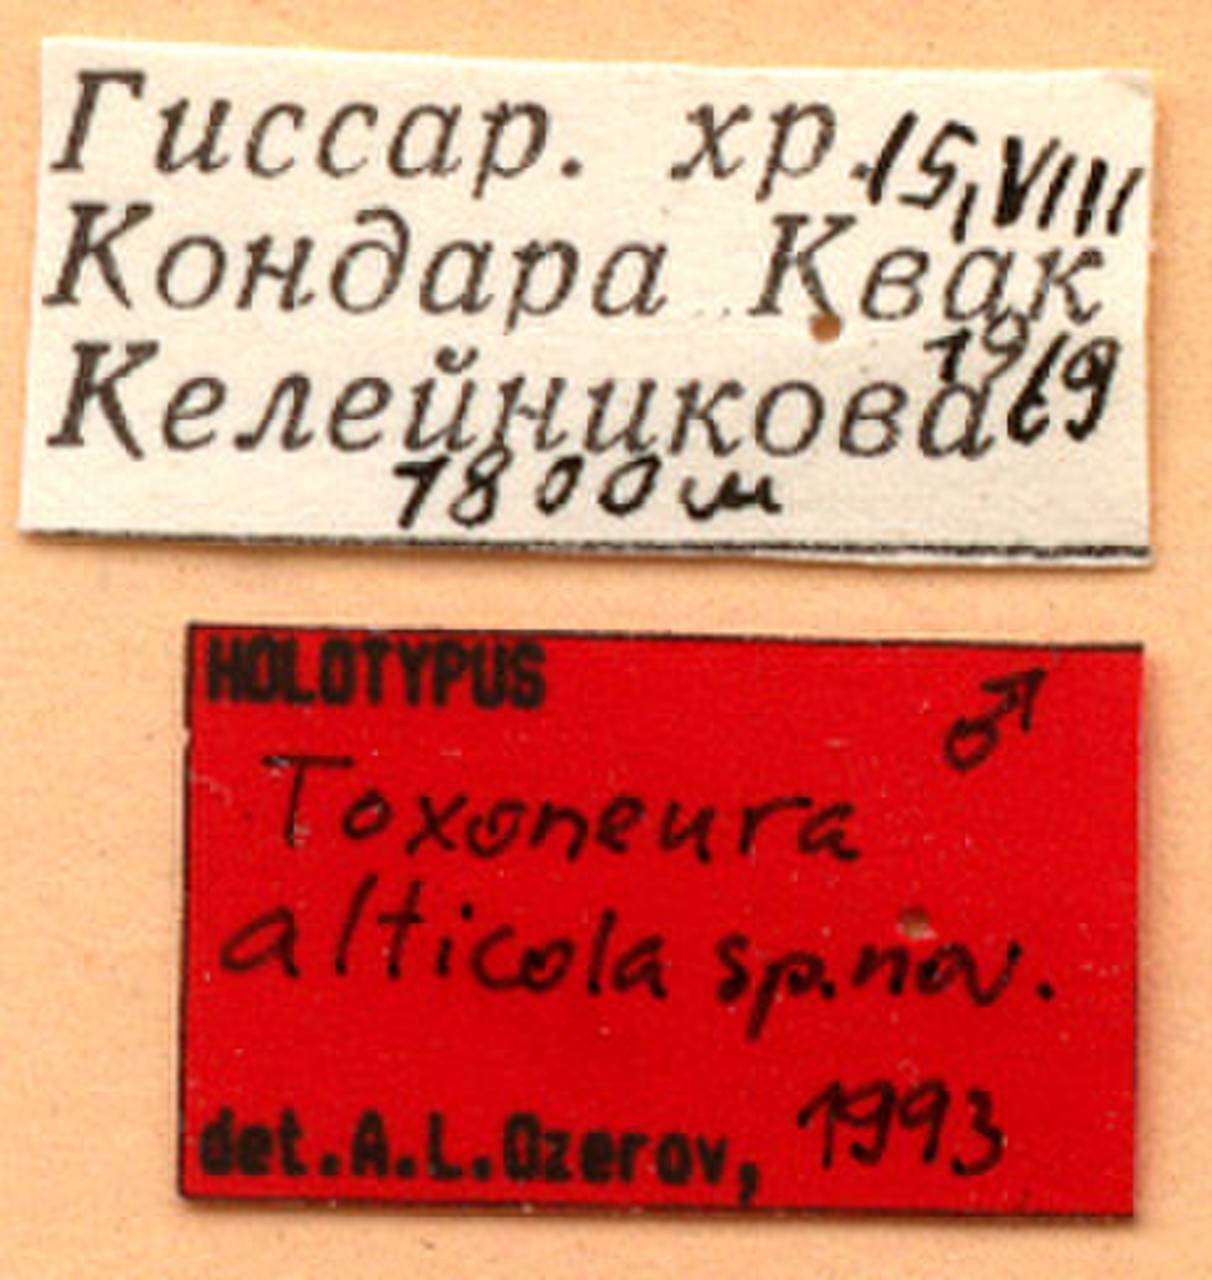 Гиссар. хр. 15, VIII
Кондара Квак
1969
Келейникова
1800 м
HOLOTYPUS ♂
Toxoneura
alticola sp.nov.
det.A.L.Ozerov, 1993